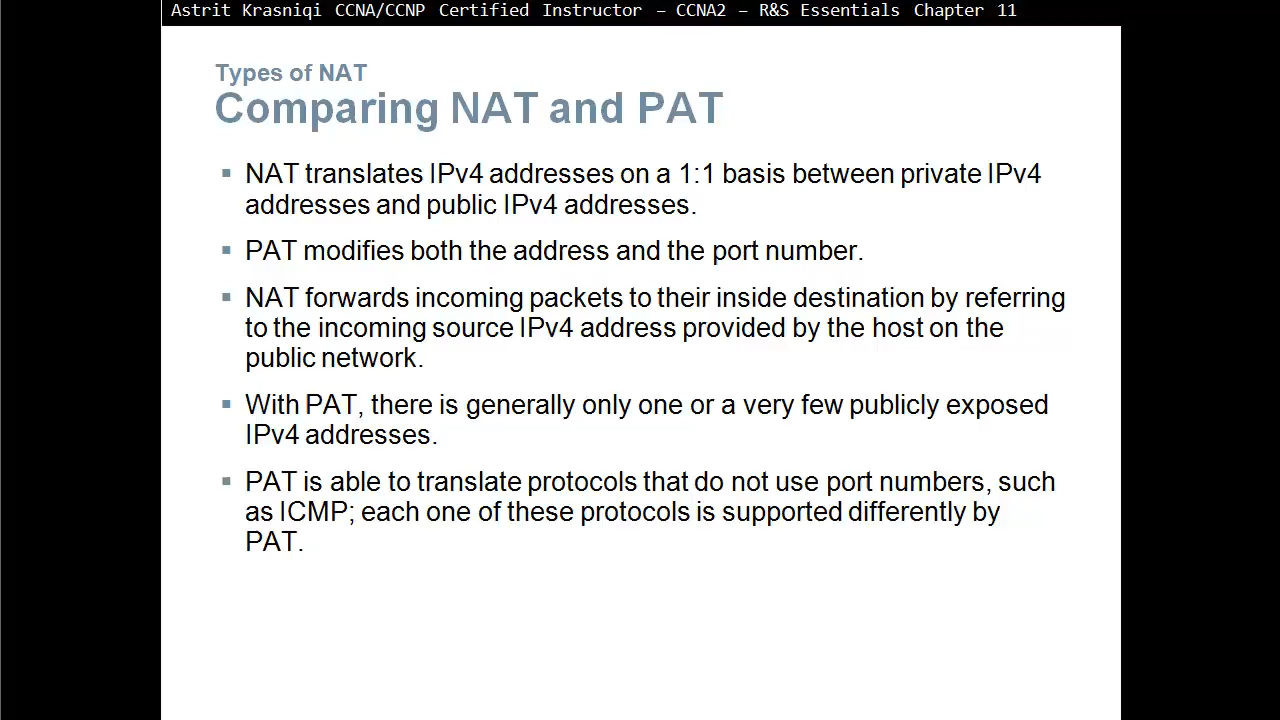 Astrit Krasniqi CCNA/CCNP Certified Instructor – CCNA2 – R&S Essentials Chapter 11
Types of NAT
Comparing NAT and PAT
▪ NAT translates IPv4 addresses on a 1:1 basis between private IPv4
addresses and public IPv4 addresses.
▪ PAT modifies both the address and the port number.
▪ NAT forwards incoming packets to their inside destination by referring
to the incoming source IPv4 address provided by the host on the
public network.
▪ With PAT, there is generally only one or a very few publicly exposed
IPv4 addresses.
▪ PAT is able to translate protocols that do not use port numbers, such
as ICMP; each one of these protocols is supported differently by
PAT.